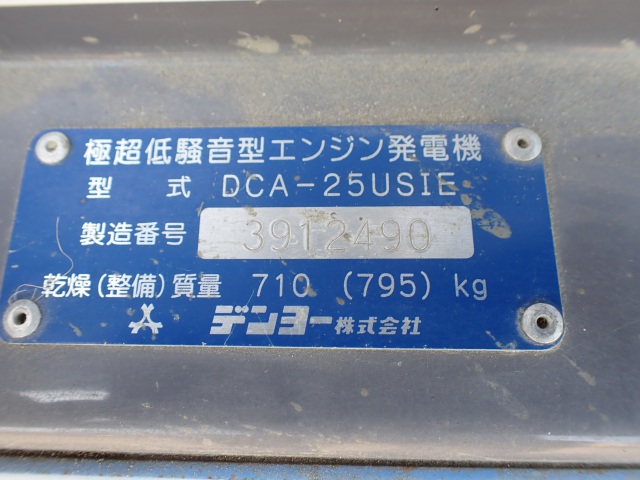 極超低騒音型エンジン発電機
型式 DCA-25USIE
製造番号 3912490
乾燥(整備)質量 710 (795) kg
デンヨー株式会社